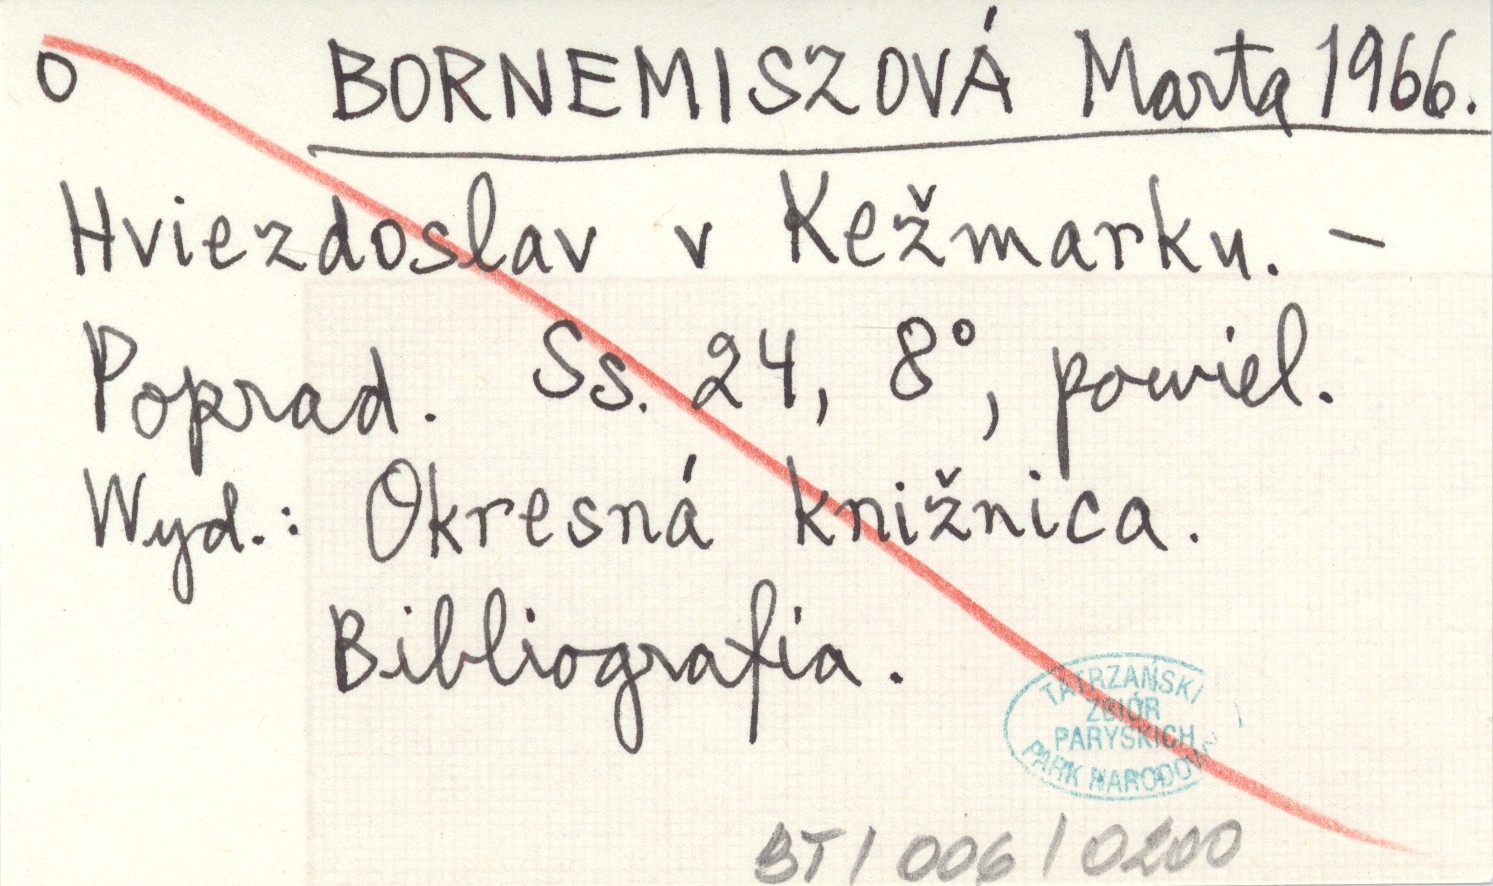 o BORNEMISZOVÁ Marta 1966.
Hviezdoslav v Kežmarku. –
Poprad. Ss. 24, 8°, powiel.
Wyd.: Okresná knižnica.
Bibliografia.
TATRZAŃSKI
ZBIÓR
PARYSKICH
PARK NARODOWY
BT/006/0200